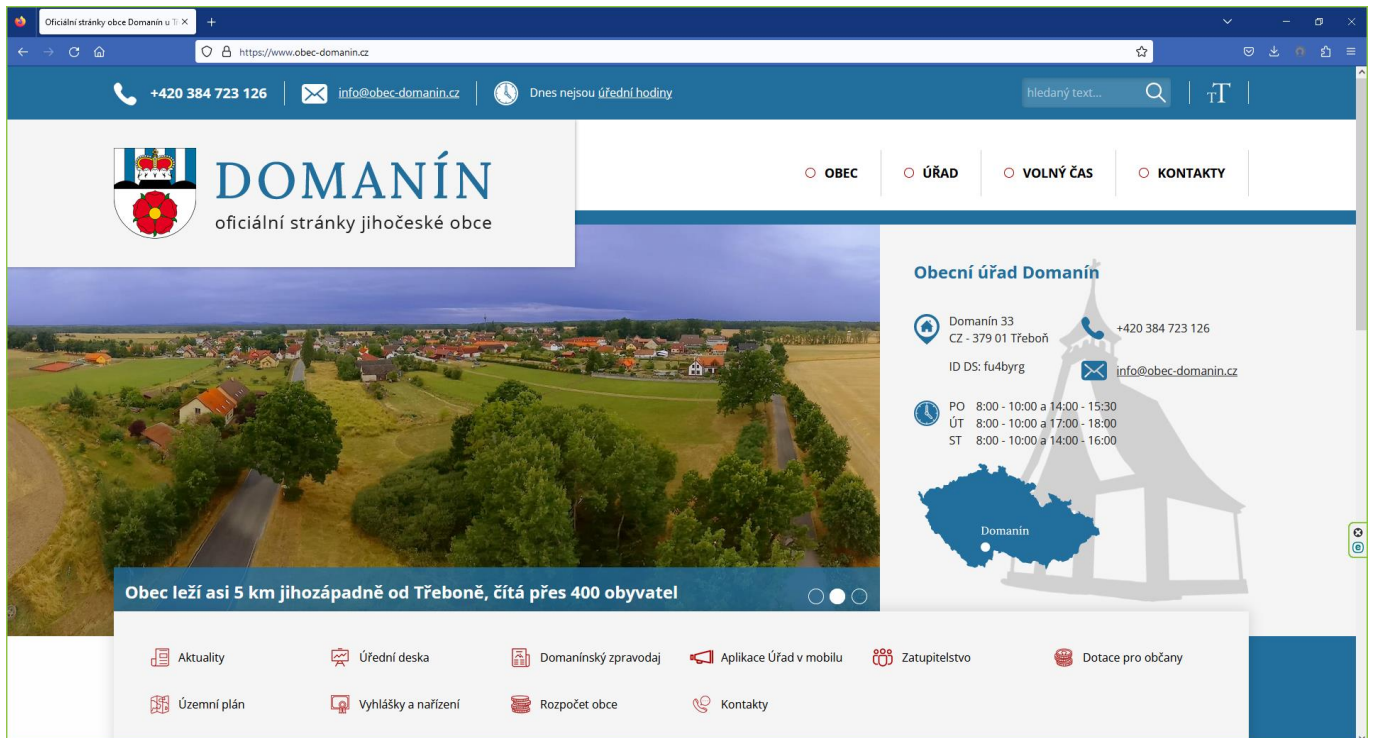 Oficiální stránky obce Domanín u Tř
https://www.obec-domanin.cz
+420 384 723 126
info@obec-domanin.cz
Dnes nejsou úřední hodiny
hledaný text...
TT
DOMANÍN
oficiální stránky jihočeské obce
OBEC
ÚŘAD
VOLNÝ ČAS
KONTAKTY
Obecní úřad Domanín
Domanín 33
CZ - 379 01 Třeboň
ID DS: fu4byrg
+420 384 723 126
info@obec-domanin.cz
PO 8:00 - 10:00 a 14:00 - 15:30
ÚT 8:00 - 10:00 a 17:00 - 18:00
ST 8:00 - 10:00 a 14:00 - 16:00
Domanín
Obec leží asi 5 km jihozápadně od Třeboně, čítá přes 400 obyvatel
Aktuality
Úřední deska
Domanínský zpravodaj
Aplikace Úřad v mobilu
Zatupitelstvo
Dotace pro občany
Územní plán
Vyhlášky a nařízení
Rozpočet obce
Kontakty